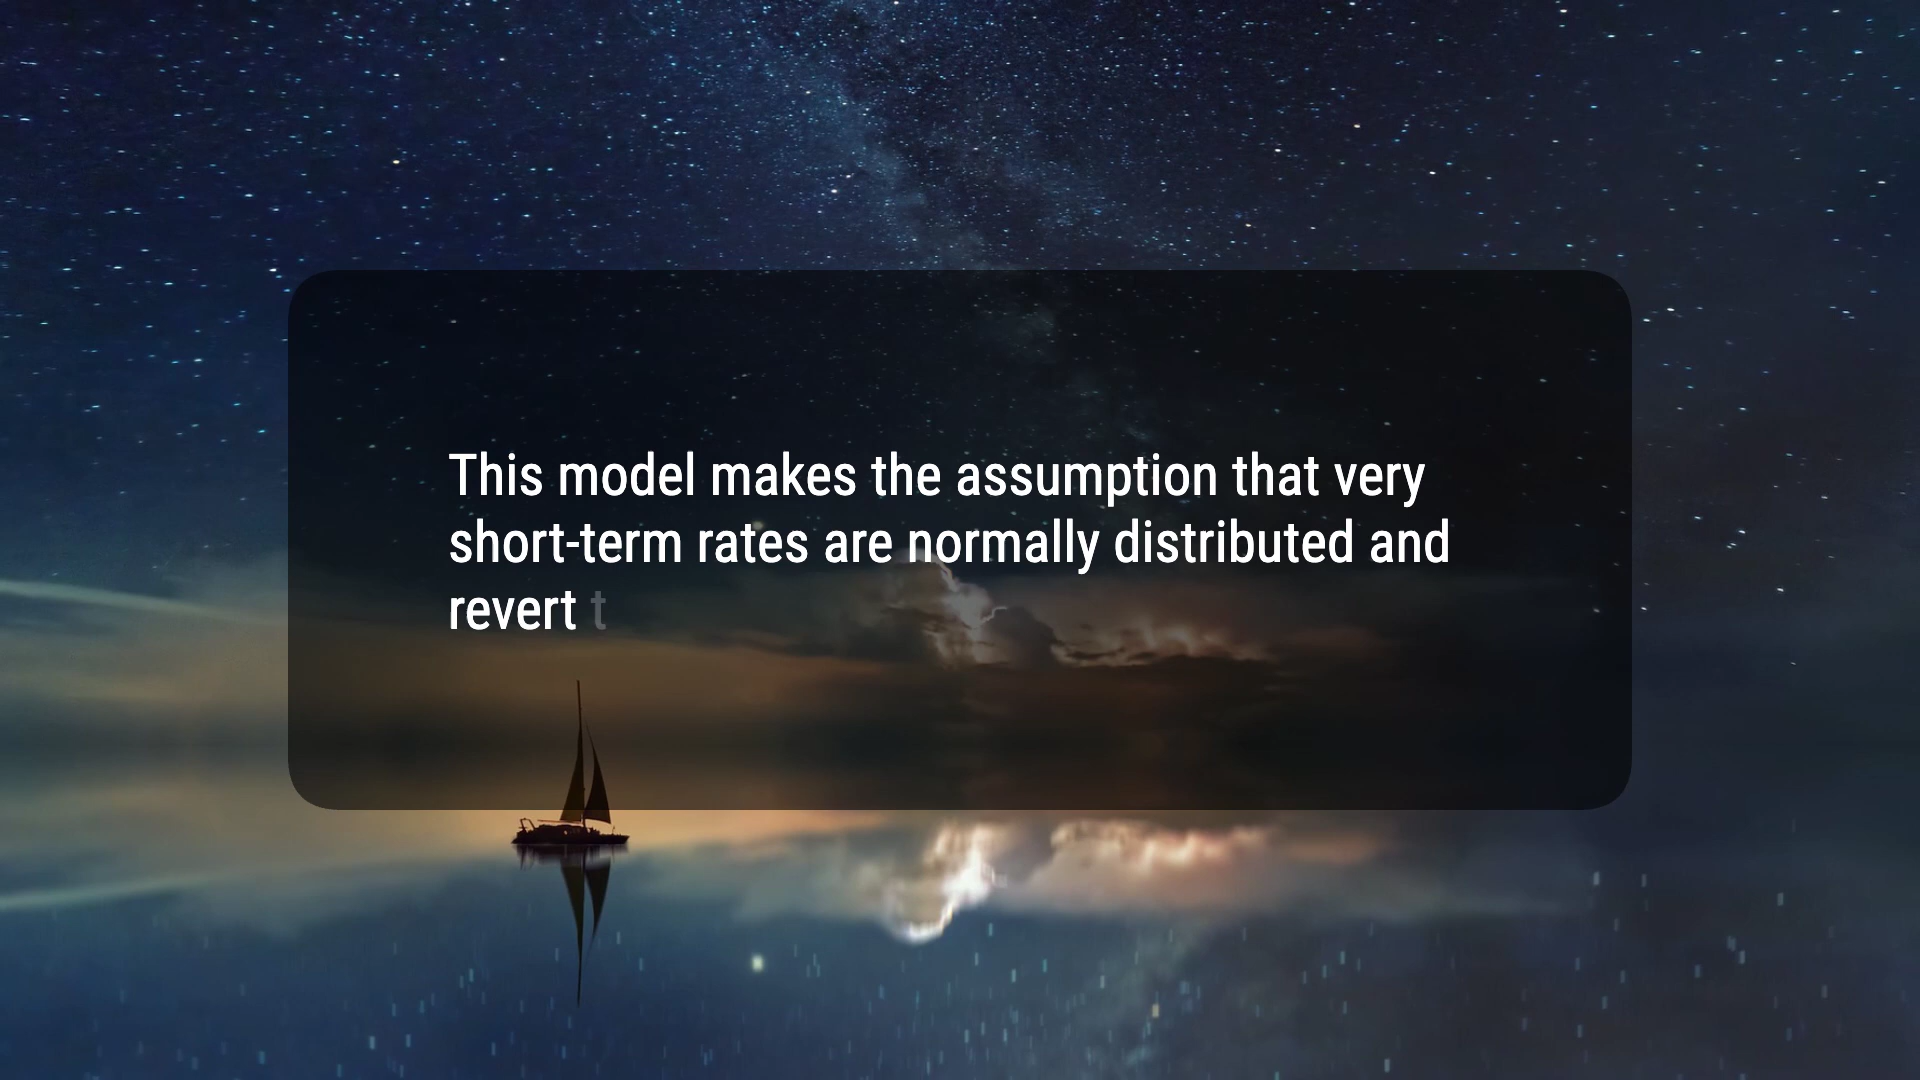 This model makes the assumption that very
short-term rates are normally distributed and
revert t